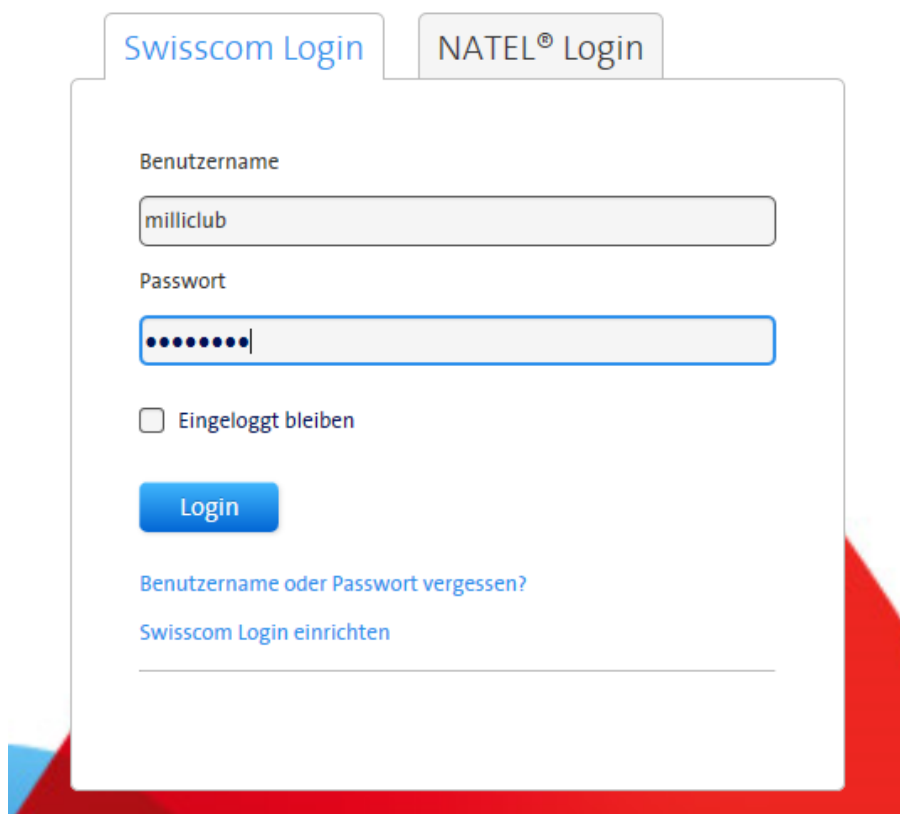 Swisscom Login NATEL® Login
Benutzername
milliclub
Passwort
••••••••
Eingeloggt bleiben
Login
Benutzername oder Passwort vergessen?
Swisscom Login einrichten